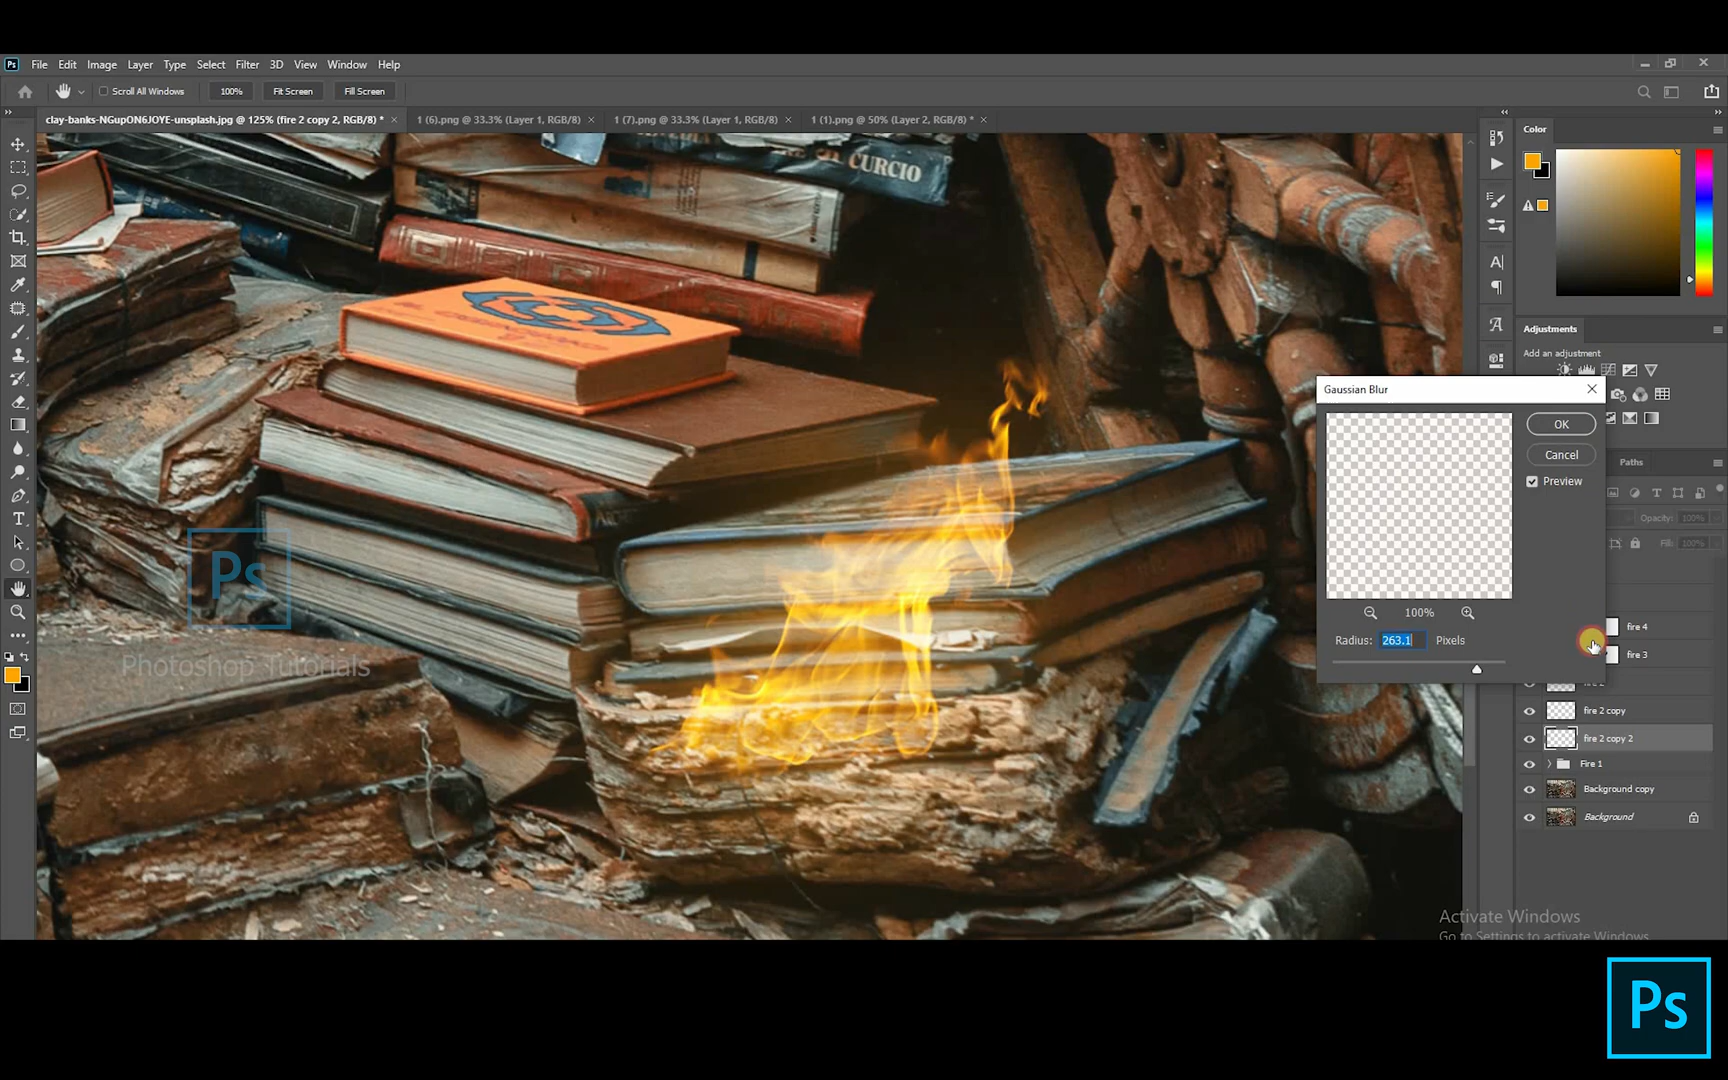 Ps File Edit Image Layer Type Select Filter 3D View Window Help
Scroll All Windows 100% Fit Screen Fill Screen
clay-banks-NGupON6JOYE-unsplash.jpg @ 125% (fire 2 copy 2, RGB/8) * × 1 (6).png @ 33.3% (Layer 1, RGB/8) × 1 (7).png @ 33.3% (Layer 1, RGB/8) × 1 (1).png @ 50% (Layer 2, RGB/8) * ×
Color
CURCIO
Adjustments
Add an adjustment
Gaussian Blur
OK
Cancel
Preview
100%
Radius: 263.1 Pixels
Paths
Opacity: 100%
Fill: 100%
fire 4
fire 3
fire 2 copy
fire 2 copy 2
Fire 1
Background copy
Background
Ps
Photoshop Tutorials
Activate Windows
Go to Settings to activate Windows.
Ps